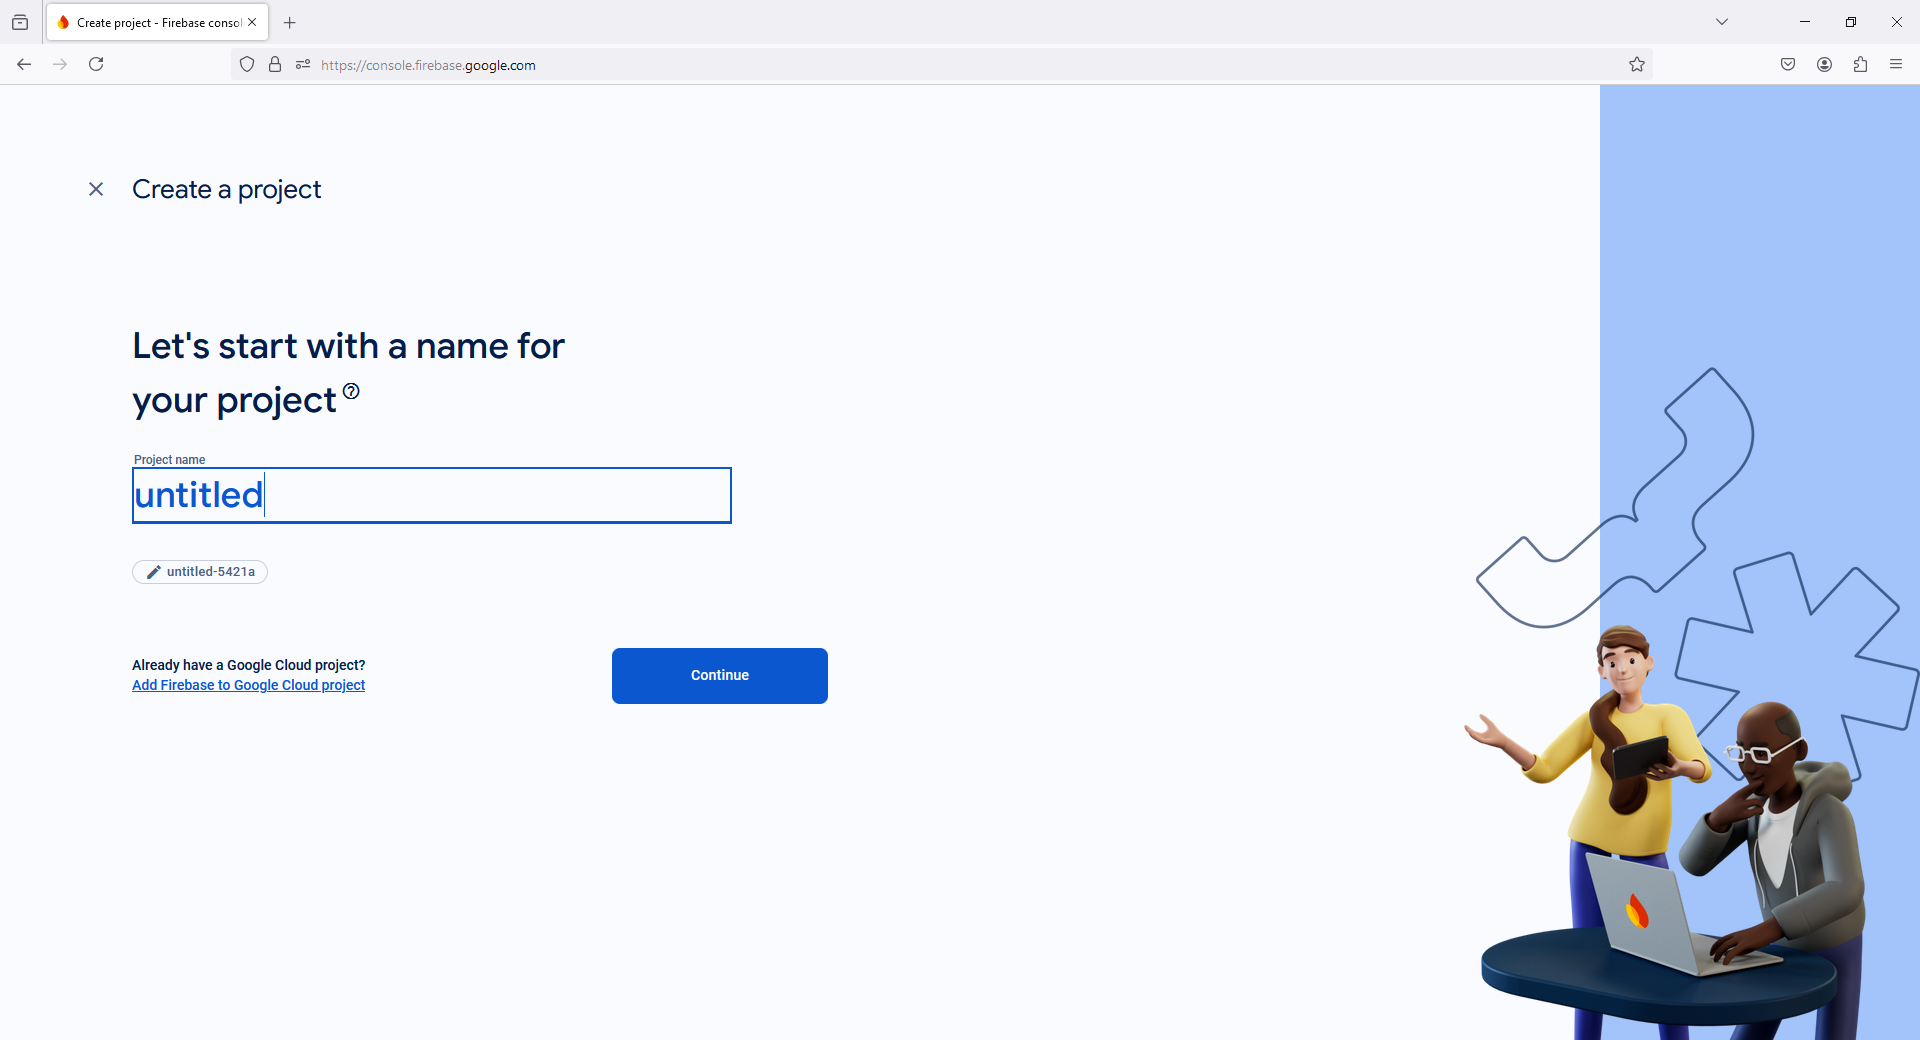 Create project - Firebase consol
https://console.firebase.google.com
Create a project
Let's start with a name for
your project
Project name
untitled
untitled-5421a
Already have a Google Cloud project?
Add Firebase to Google Cloud project
Continue